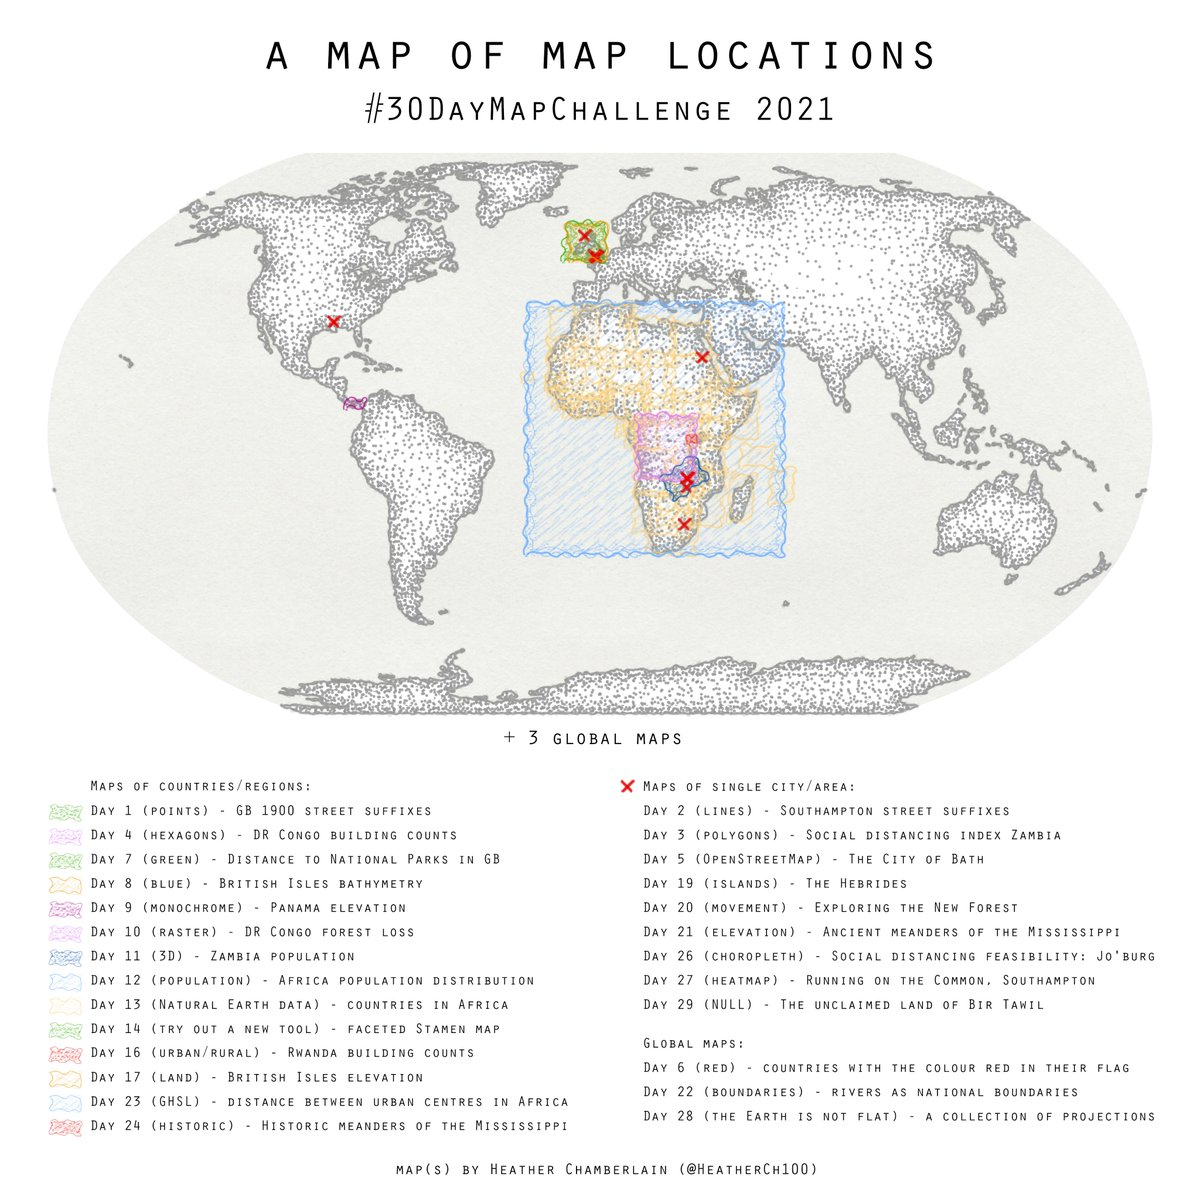 A MAP OF MAP LOCATIONS
#30DAYMAPCHALLENGE 2021
+ 3 GLOBAL MAPS
MAPS OF COUNTRIES/REGIONS:
DAY 1 (POINTS) - GB 1900 STREET SUFFIXES
DAY 4 (HEXAGONS) - DR CONGO BUILDING COUNTS
DAY 7 (GREEN) - DISTANCE TO NATIONAL PARKS IN GB
DAY 8 (BLUE) - BRITISH ISLES BATHYMETRY
DAY 9 (MONOCHROME) - PANAMA ELEVATION
DAY 10 (RASTER) - DR CONGO FOREST LOSS
DAY 11 (3D) - ZAMBIA POPULATION
DAY 12 (POPULATION) - AFRICA POPULATION DISTRIBUTION
DAY 13 (NATURAL EARTH DATA) - COUNTRIES IN AFRICA
DAY 14 (TRY OUT A NEW TOOL) - FACETED STAMEN MAP
DAY 16 (URBAN/RURAL) - RWANDA BUILDING COUNTS
DAY 17 (LAND) - BRITISH ISLES ELEVATION
DAY 23 (GHSL) - DISTANCE BETWEEN URBAN CENTRES IN AFRICA
DAY 24 (HISTORIC) - HISTORIC MEANDERS OF THE MISSISSIPPI
MAPS OF SINGLE CITY/AREA:
DAY 2 (LINES) - SOUTHAMPTON STREET SUFFIXES
DAY 3 (POLYGONS) - SOCIAL DISTANCING INDEX ZAMBIA
DAY 5 (OPENSTREETMAP) - THE CITY OF BATH
DAY 19 (ISLANDS) - THE HEBRIDES
DAY 20 (MOVEMENT) - EXPLORING THE NEW FOREST
DAY 21 (ELEVATION) - ANCIENT MEANDERS OF THE MISSISSIPPI
DAY 26 (CHOROPLETH) - SOCIAL DISTANCING FEASIBILITY: JO'BURG
DAY 27 (HEATMAP) - RUNNING ON THE COMMON, SOUTHAMPTON
DAY 29 (NULL) - THE UNCLAIMED LAND OF BIR TAWIL
GLOBAL MAPS:
DAY 6 (RED) - COUNTRIES WITH THE COLOUR RED IN THEIR FLAG
DAY 22 (BOUNDARIES) - RIVERS AS NATIONAL BOUNDARIES
DAY 28 (THE EARTH IS NOT FLAT) - A COLLECTION OF PROJECTIONS
MAP(S) BY HEATHER CHAMBERLAIN (@HEATHERCH100)